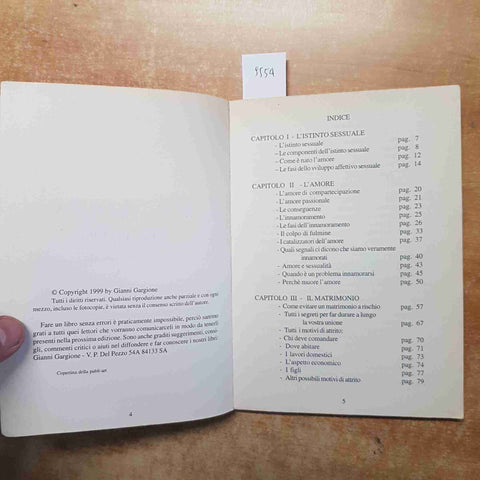 9554
© Copyright 1999 by Gianni Gargione
Tutti i diritti riservati. Qualsiasi riproduzione anche parziale e con ogni
mezzo, incluso le fotocopie, è vietata senza il consenso scritto dell'autore.
Fare un libro senza errori è praticamente impossibile, perciò saremo
grati a tutti quei lettori che vorranno comunicarceli in modo da tenerli
presenti nella prossima edizione. Sono anche graditi suggerimenti, consi-
gli, commenti critici o aiuti nel diffondere e far conoscere i nostri libri.
Gianni Gargione - V. P. Del Pezzo 54A 84133 SA
Copertina della publi art
4
INDICE
CAPITOLO I - L'ISTINTO SESSUALE pag. 7
- L'istinto sessuale pag. 8
- Le componenti dell'istinto sessuale pag. 12
- Come è nato l'amore pag. 14
- Le fasi dello sviluppo affettivo sessuale
CAPITOLO II - L'AMORE
- L'amore di compartecipazione pag. 20
- L'amore passionale pag. 21
- Le conseguenze pag. 23
- L'innamoramento pag. 25
- Le fasi dell'innamoramento pag. 26
- Il colpo di fulmine pag. 33
- I catalizzatori dell'amore pag. 37
- Quali segnali ci dicono che siamo veramente
innamorati pag. 40
- Amore e sessualità pag. 43
- Quando è un problema innamorarsi pag. 45
- Perché muore l'amore pag. 50
CAPITOLO III - IL MATRIMONIO
- Come evitare un matrimonio a rischio pag. 57
- Tutti i segreti per far durare a lungo
la vostra unione pag. 67
- Tutti i motivi di attrito:
- Chi deve comandare pag. 70
- Dove abitare pag. 71
- I lavori domestici pag. 73
- L'aspetto economico pag. 74
- I figli pag. 77
- Altri possibili motivi di attrito pag. 79
5